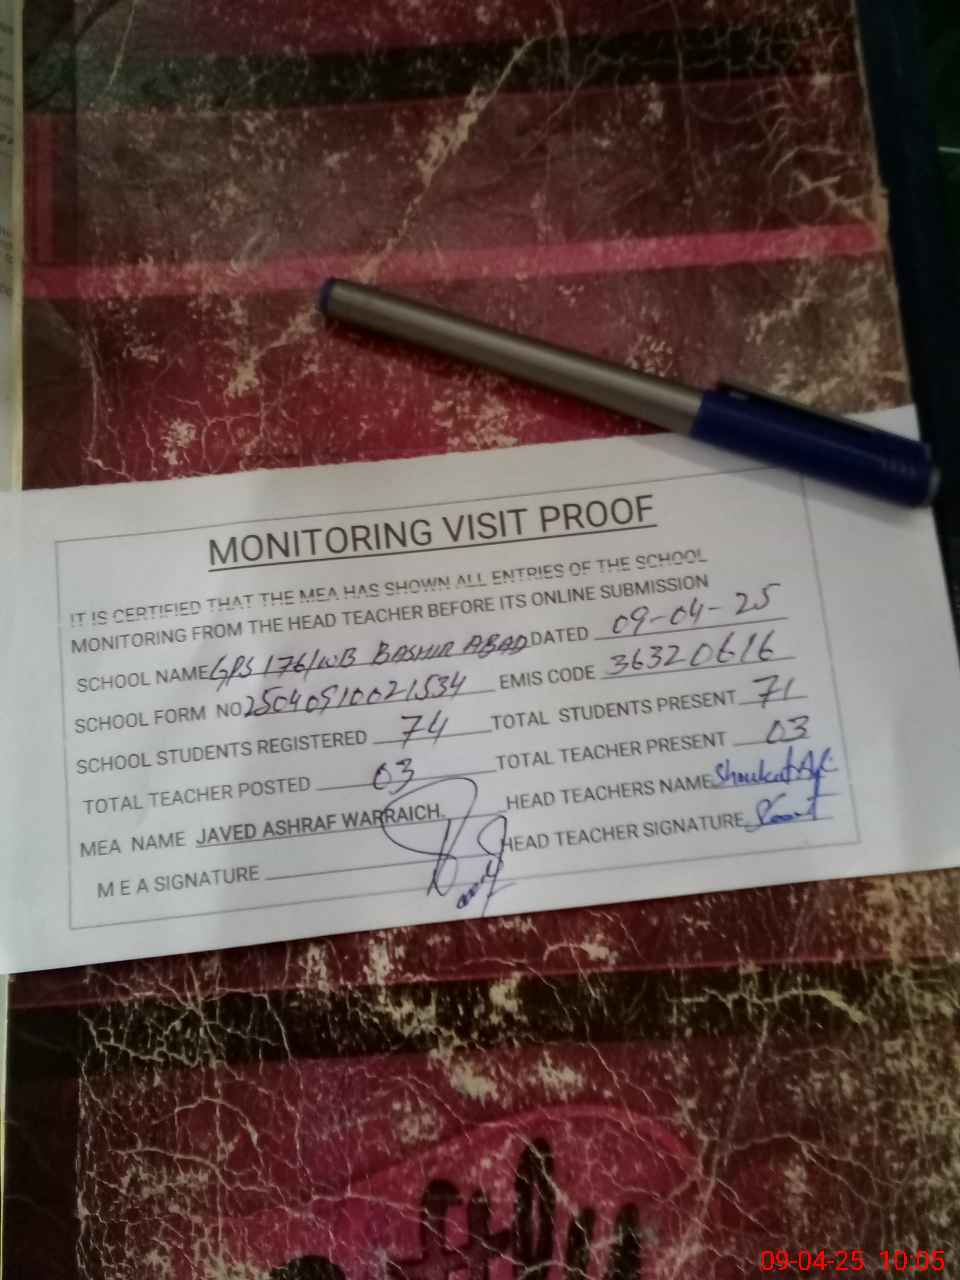 MONITORING VISIT PROOF
IT IS CERTIFIED THAT THE MEA HAS SHOWN ALL ENTRIES OF THE SCHOOL
MONITORING FROM THE HEAD TEACHER BEFORE ITS ONLINE SUBMISSION
SCHOOL NAME GPS 176/WB BASHIR ABAD DATED 09-04-25
SCHOOL FORM NO 25040910021534 EMIS CODE 36320616
SCHOOL STUDENTS REGISTERED 74 TOTAL STUDENTS PRESENT 71
TOTAL TEACHER POSTED 03 TOTAL TEACHER PRESENT 03
MEA NAME JAVED ASHRAF WARRAICH. HEAD TEACHERS NAME Shoukat Ali
M E A SIGNATURE HEAD TEACHER SIGNATURE
09-04-25 10:05